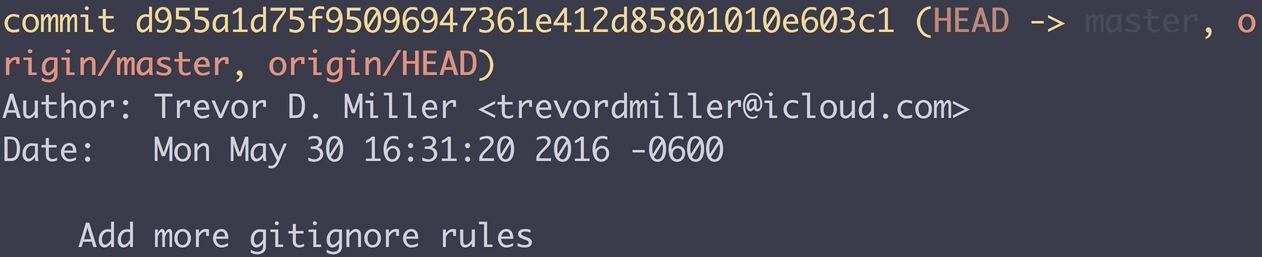 commit d955a1d75f95096947361e412d85801010e603c1 (HEAD -> master, o
rigin/master, origin/HEAD)
Author: Trevor D. Miller <trevordmiller@icloud.com>
Date:   Mon May 30 16:31:20 2016 -0600
    Add more gitignore rules